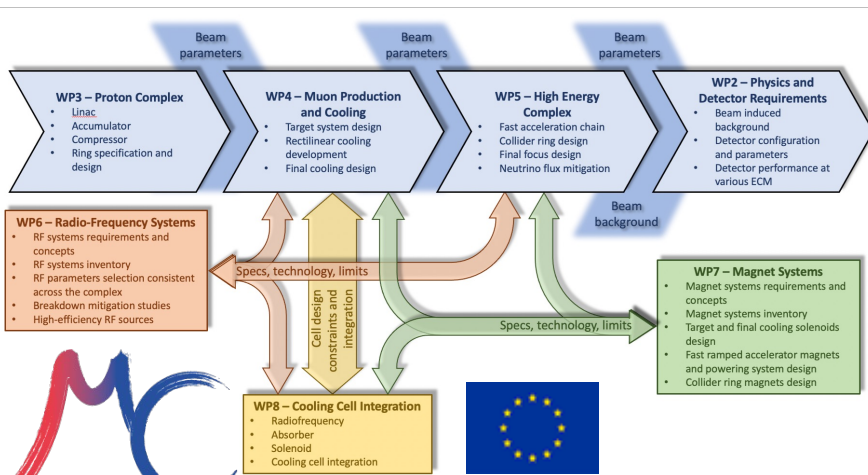 Beam
parameters
Beam
parameters
Beam
parameters
WP3 – Proton Complex
• Linac
• Accumulator
• Compressor
• Ring specification and
design
WP4 – Muon Production
and Cooling
• Target system design
• Rectilinear cooling
development
• Final cooling design
WP5 – High Energy
Complex
• Fast acceleration chain
• Collider ring design
• Final focus design
• Neutrino flux mitigation
WP2 – Physics and
Detector Requirements
• Beam induced
background
• Detector configuration
and parameters
• Detector performance at
various ECM
Beam
background
WP6 – Radio-Frequency Systems
• RF systems requirements and
concepts
• RF systems inventory
• RF parameters selection consistent
across the complex
• Breakdown mitigation studies
• High-efficiency RF sources
Specs, technology, limits
Cell design
constraints and
integration
Specs, technology, limits
WP7 – Magnet Systems
• Magnet systems requirements and
concepts
• Magnet systems inventory
• Target and final cooling solenoids
design
• Fast ramped accelerator magnets
and powering system design
• Collider ring magnets design
WP8 – Cooling Cell Integration
• Radiofrequency
• Absorber
• Solenoid
• Cooling cell integration